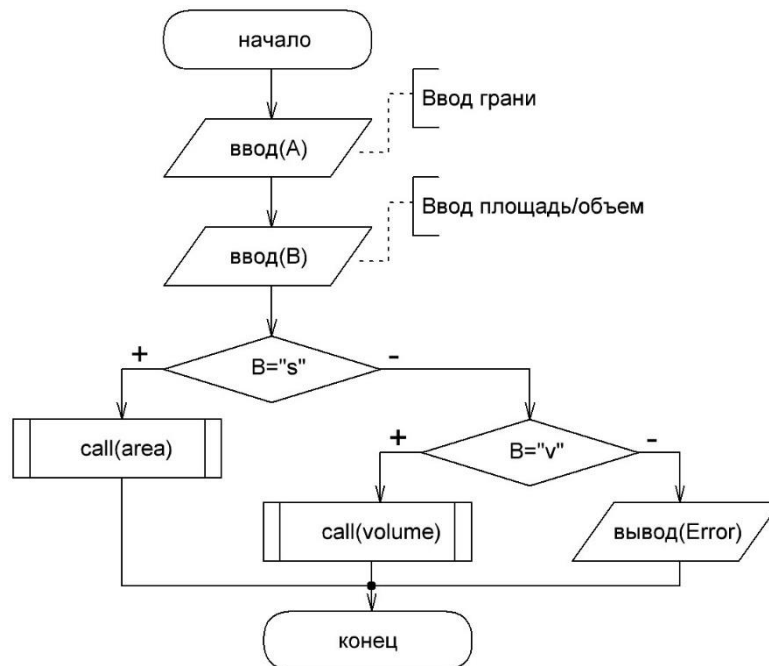 начало
Ввод грани
ввод(A)
Ввод площадь/объем
ввод(B)
B="s"
+
-
call(area)
B="v"
+
-
call(volume)
вывод(Error)
конец